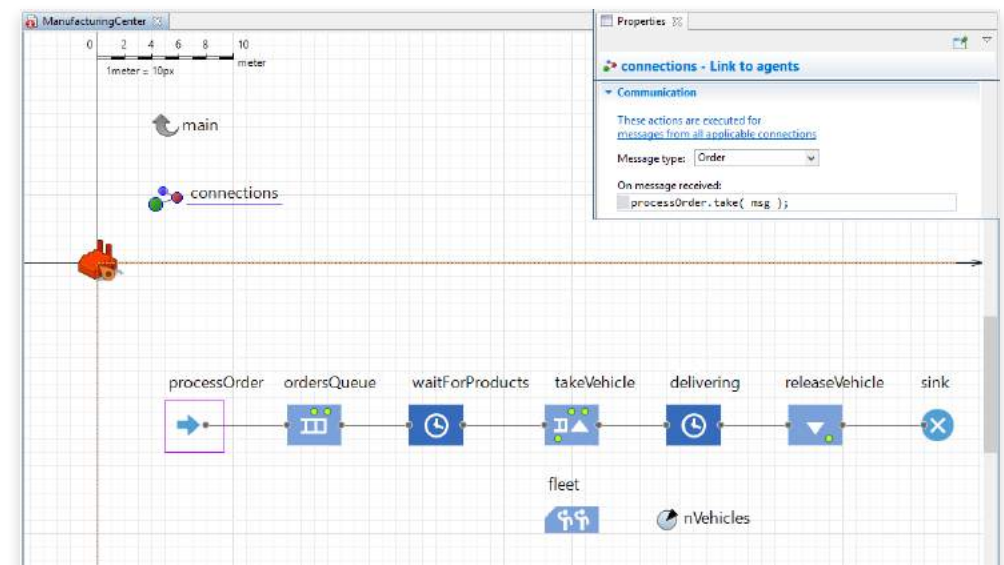 ManufacturingCenter
0 2 4 6 8 10
meter
1meter = 10px
main
connections
Properties
connections - Link to agents
Communication
These actions are executed for
messages from all applicable connections
Message type: Order
On message received:
processOrder.take( msg );
processOrder ordersQueue waitForProducts takeVehicle delivering releaseVehicle sink
fleet
nVehicles